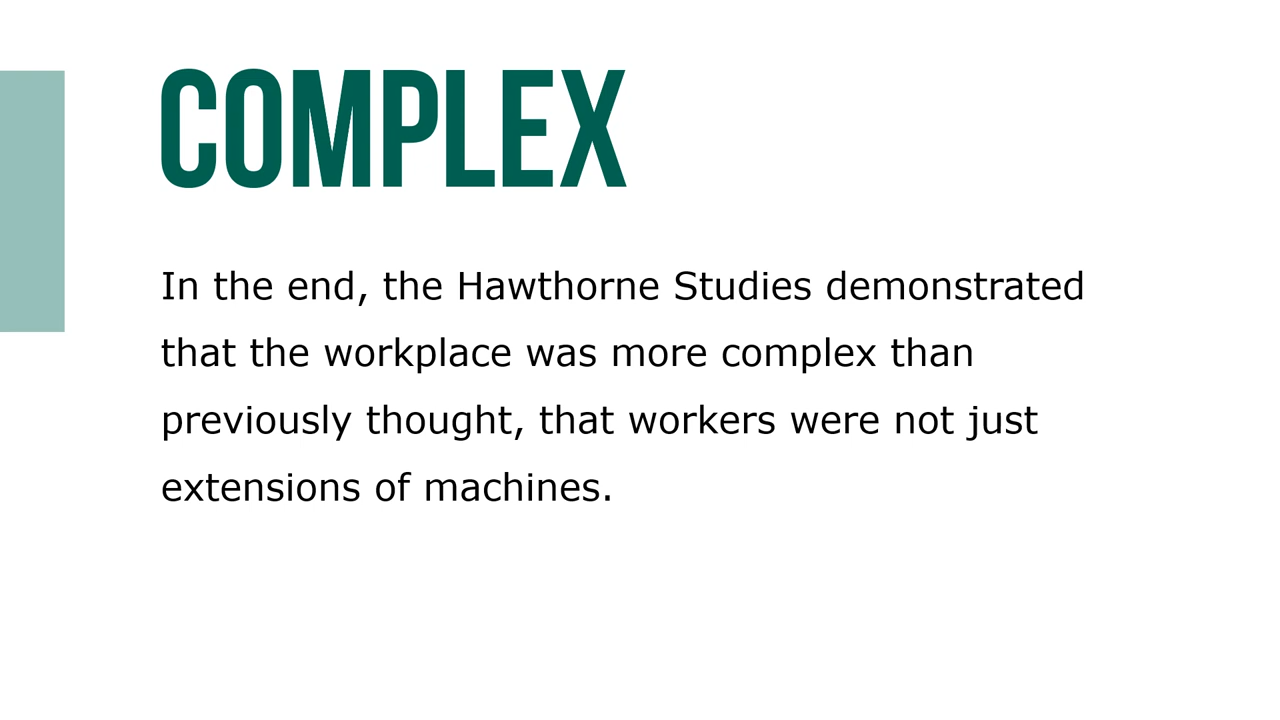 COMPLEX
In the end, the Hawthorne Studies demonstrated
that the workplace was more complex than
previously thought, that workers were not just
extensions of machines.